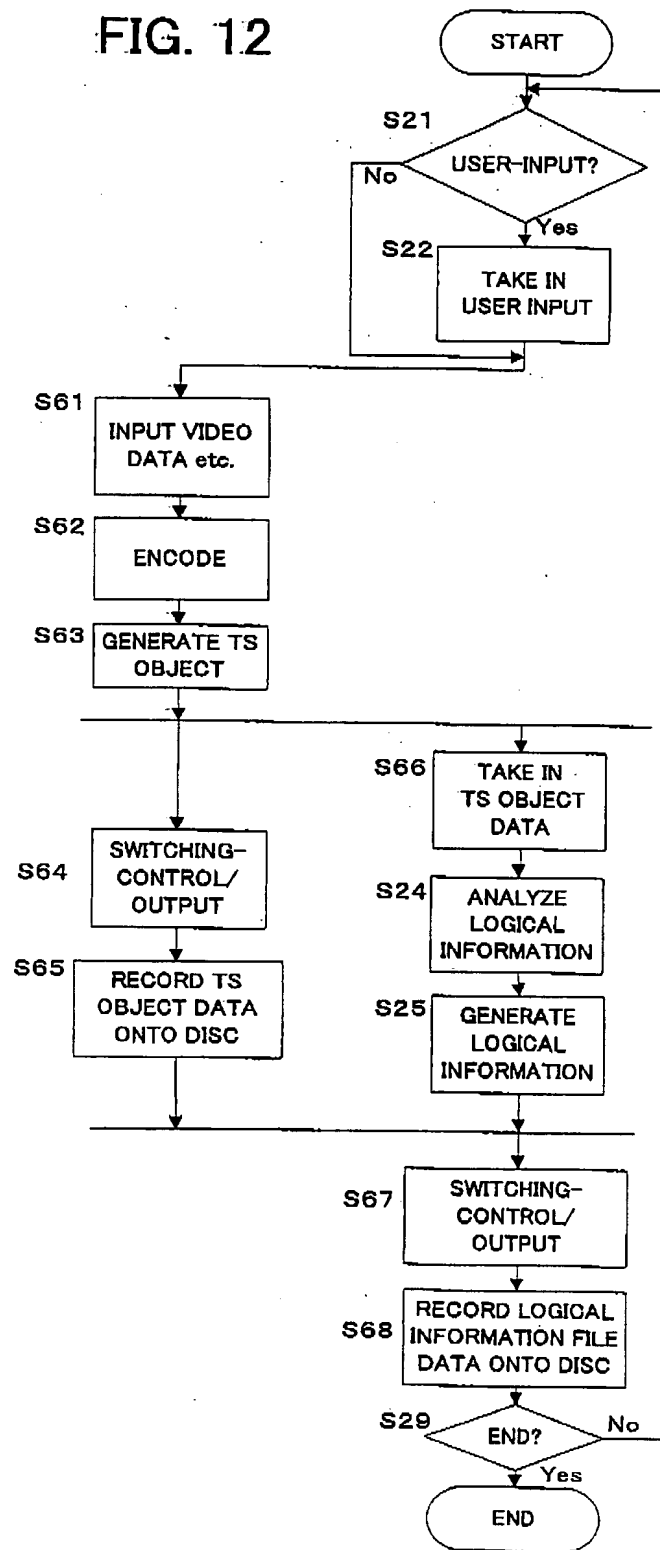 FIG. 12
START
S21
USER-INPUT?
No
Yes
S22
TAKE IN
USER INPUT
S61
INPUT VIDEO
DATA etc.
S62
ENCODE
S63
GENERATE TS
OBJECT
S66
TAKE IN
TS OBJECT
DATA
S64
SWITCHING-
CONTROL/
OUTPUT
S24
ANALYZE
LOGICAL
INFORMATION
S65
RECORD TS
OBJECT DATA
ONTO DISC
S25
GENERATE
LOGICAL
INFORMATION
S67
SWITCHING-
CONTROL/
OUTPUT
S68
RECORD LOGICAL
INFORMATION FILE
DATA ONTO DISC
S29
END?
No
Yes
END